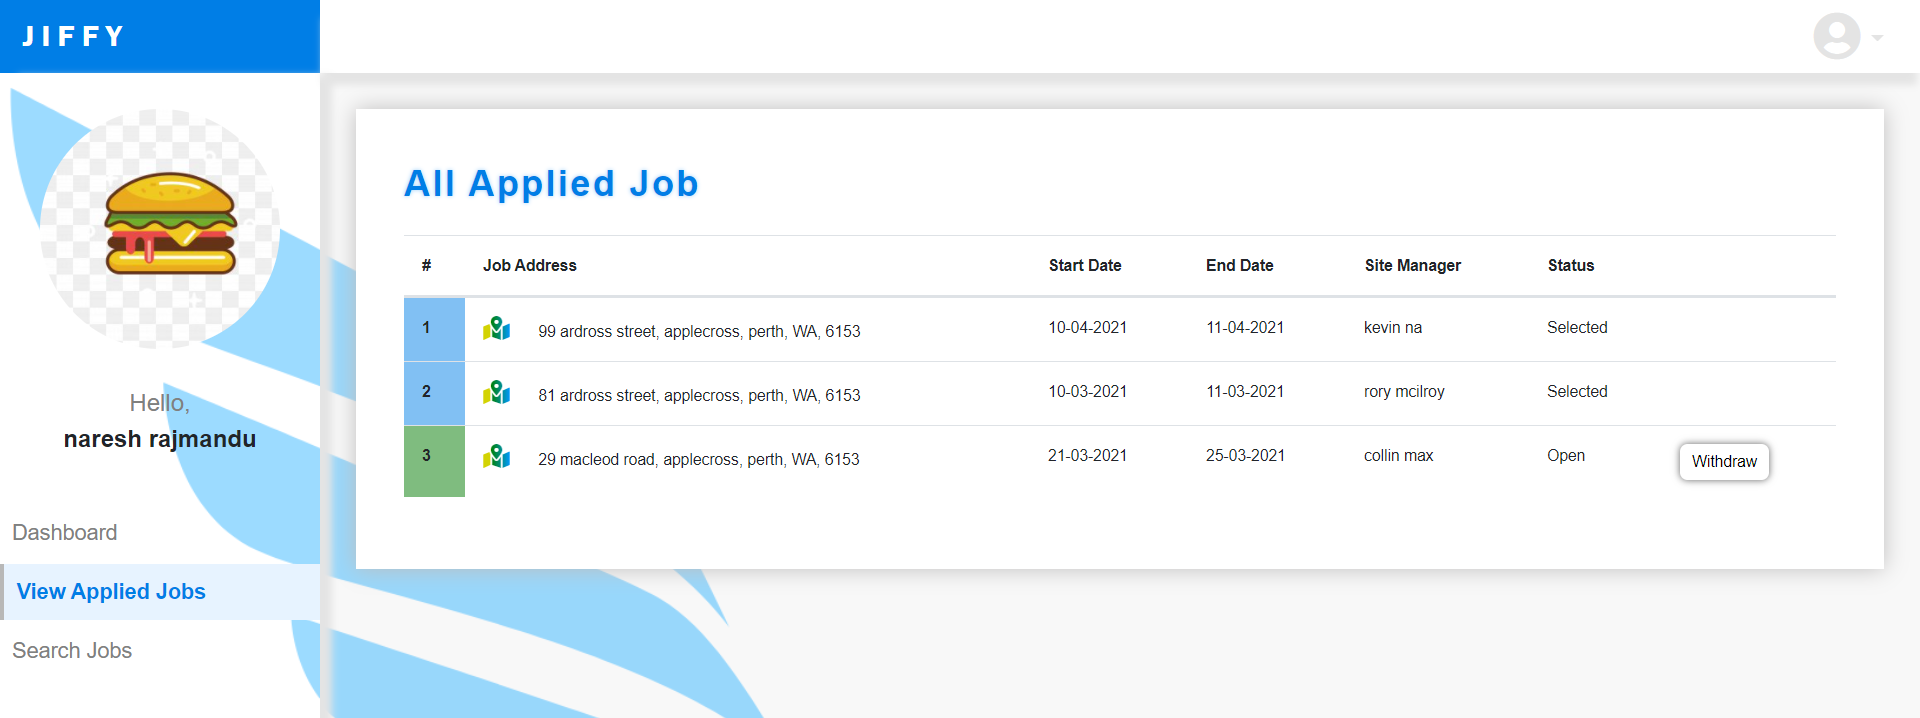 JIFFY
Hello,
naresh rajmandu
Dashboard
View Applied Jobs
Search Jobs
All Applied Job
# Job Address Start Date End Date Site Manager Status
1 99 ardross street, applecross, perth, WA, 6153 10-04-2021 11-04-2021 kevin na Selected
2 81 ardross street, applecross, perth, WA, 6153 10-03-2021 11-03-2021 rory mcilroy Selected
3 29 macleod road, applecross, perth, WA, 6153 21-03-2021 25-03-2021 collin max Open Withdraw